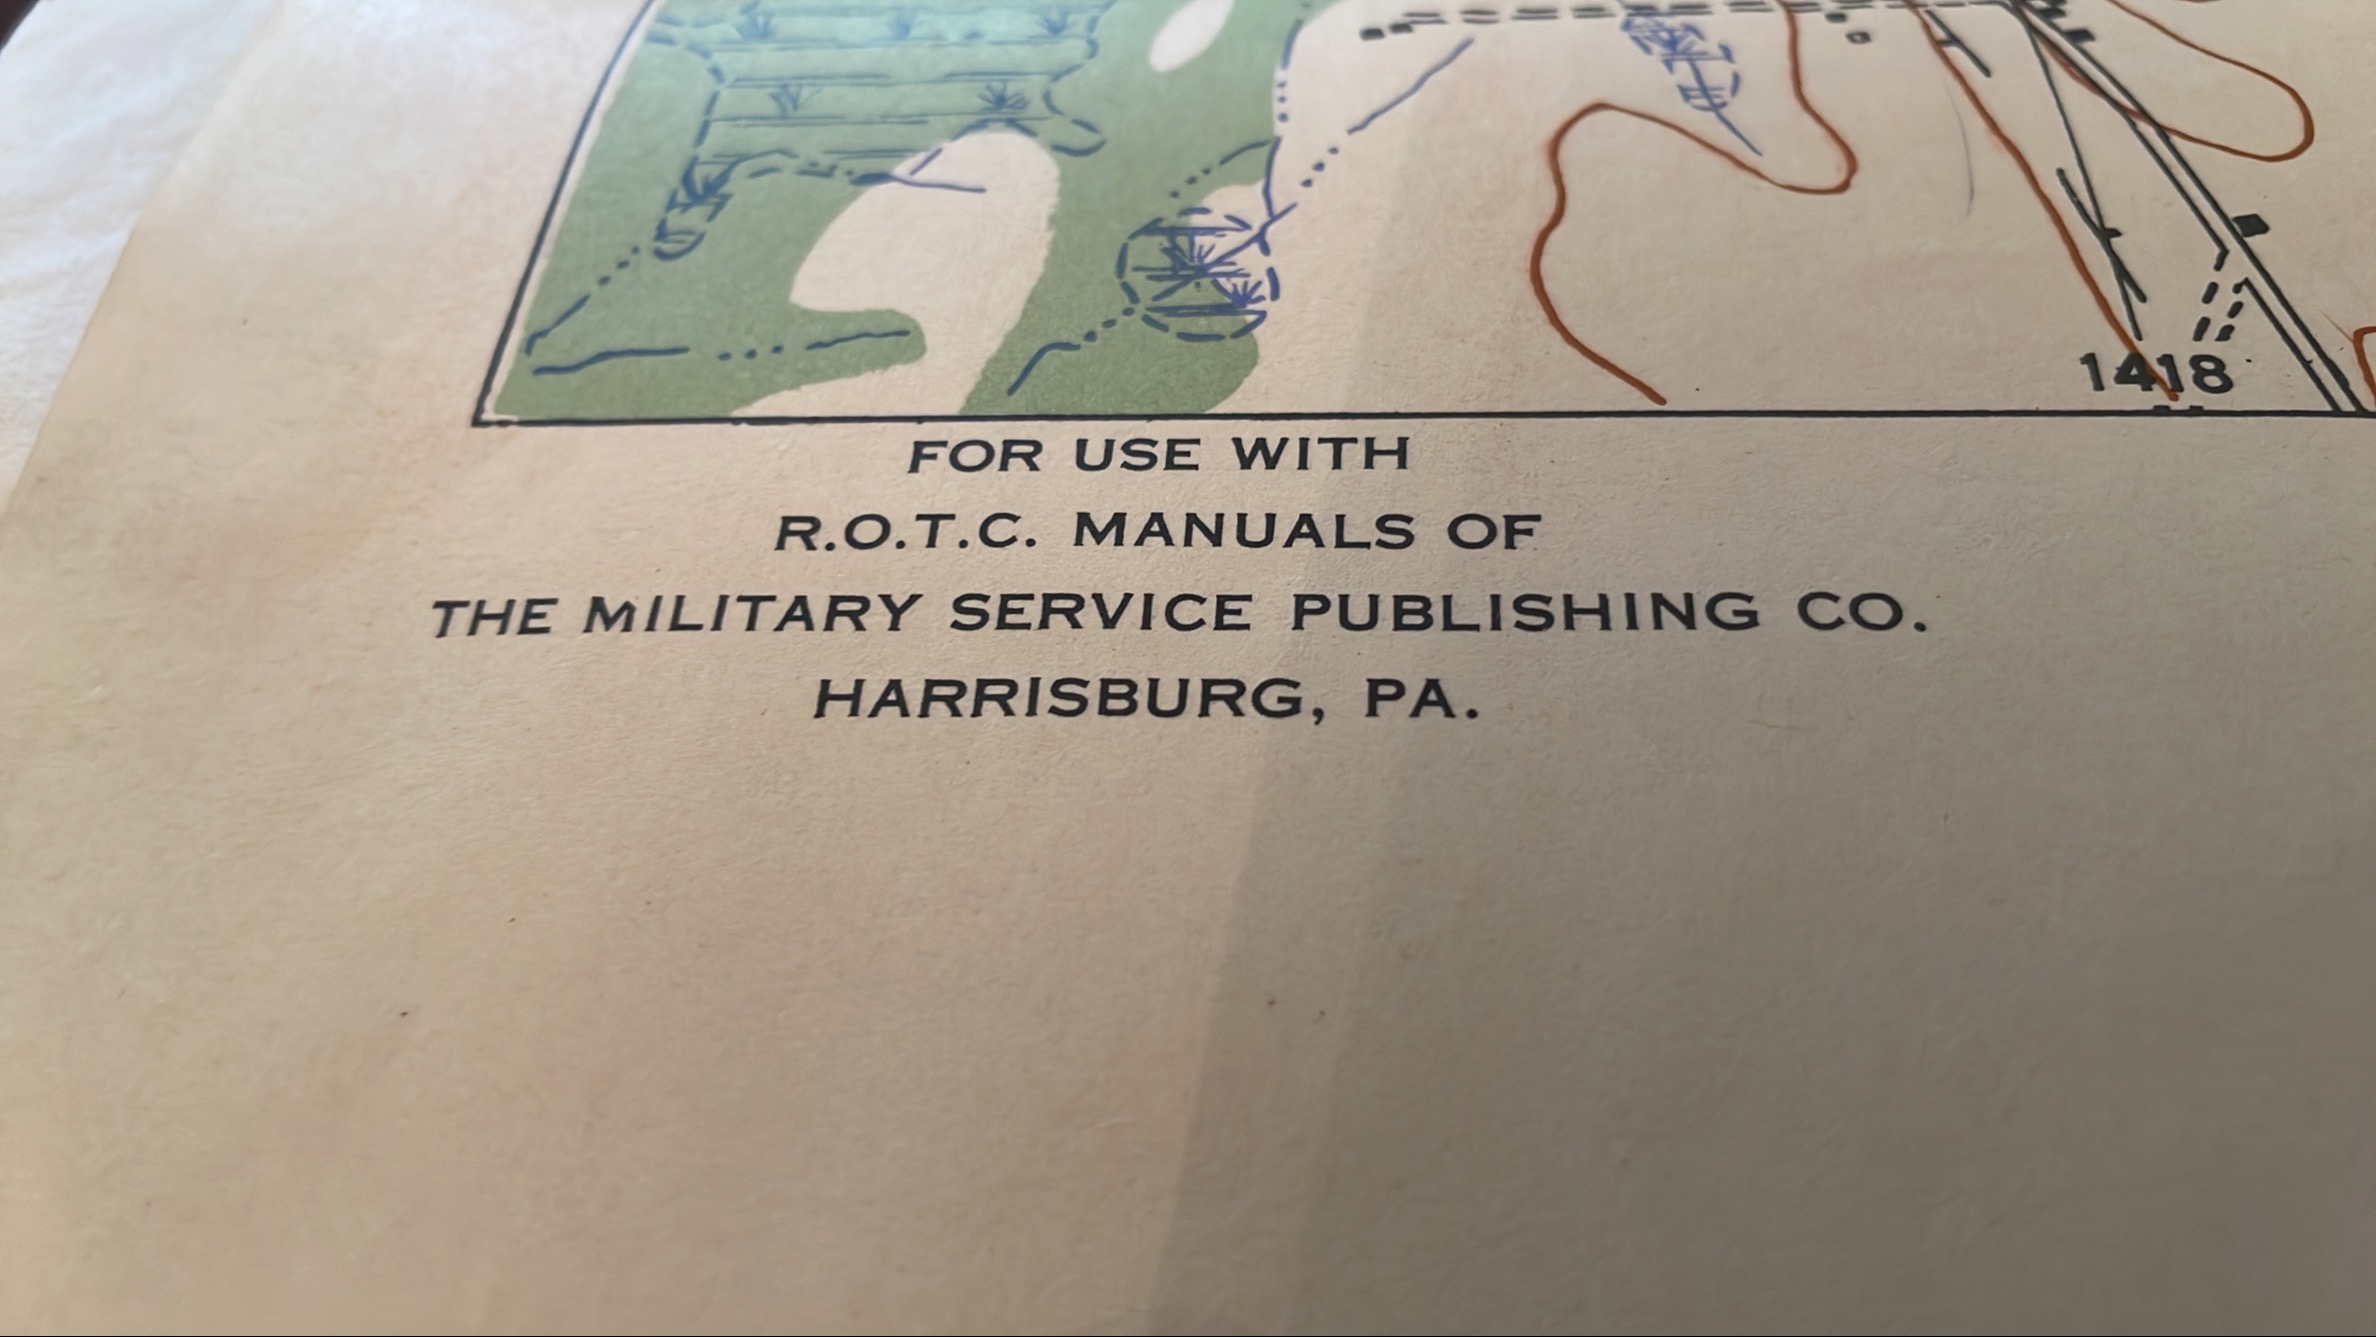 1418
FOR USE WITH
R.O.T.C. MANUALS OF
THE MILITARY SERVICE PUBLISHING CO.
HARRISBURG, PA.